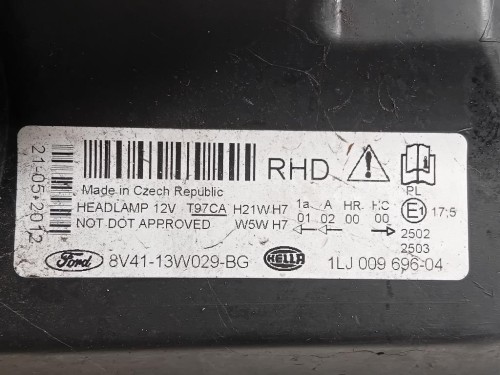 21-05-2012
RHD
Made in Czech Republic
HEADLAMP 12V T97CA H21W H7
NOT DOT APPROVED W5W H7
1a A HR HC PL
01 02 00 00 E1 17.5
2502
2503
Ford 8V41-13W029-BG HELLA 1LJ 009 696-04